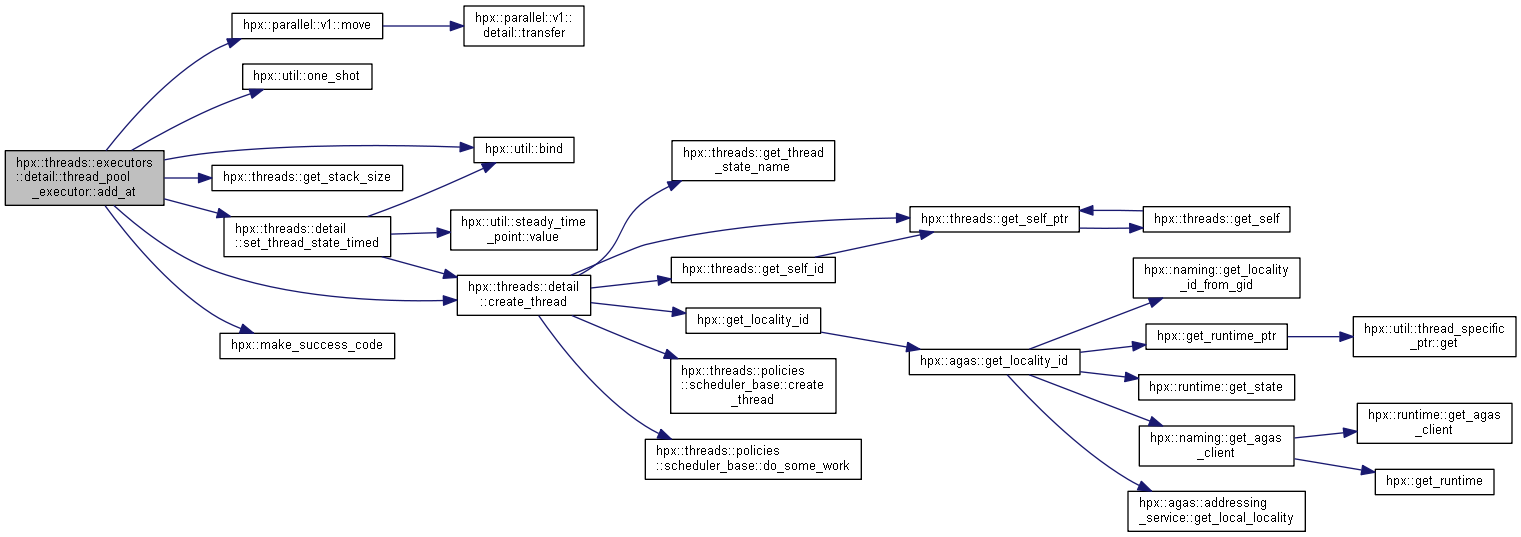 hpx::threads::executors
::detail::thread_pool
_executor::add_at
hpx::parallel::v1::move
hpx::parallel::v1::
detail::transfer
hpx::util::one_shot
hpx::util::bind
hpx::threads::get_stack_size
hpx::threads::detail
::set_thread_state_timed
hpx::util::steady_time
_point::value
hpx::make_success_code
hpx::threads::detail
::create_thread
hpx::threads::get_thread
_state_name
hpx::threads::get_self_ptr
hpx::threads::get_self
hpx::threads::get_self_id
hpx::get_locality_id
hpx::threads::policies
::scheduler_base::create
_thread
hpx::threads::policies
::scheduler_base::do_some_work
hpx::agas::get_locality_id
hpx::naming::get_locality
_id_from_gid
hpx::get_runtime_ptr
hpx::util::thread_specific
_ptr::get
hpx::runtime::get_state
hpx::naming::get_agas
_client
hpx::runtime::get_agas
_client
hpx::get_runtime
hpx::agas::addressing
_service::get_local_locality